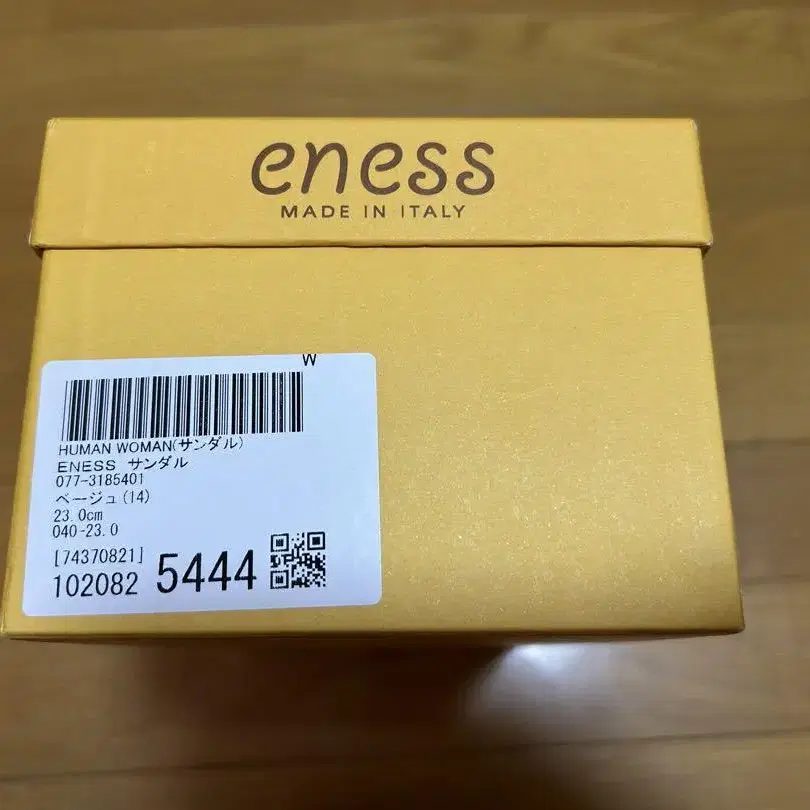 eness
MADE IN ITALY
W
HUMAN WOMAN(サンダル)
ENESS サンダル
077-3185401
ベージュ(14)
23.0cm
040-23.0
[74370821]
102082 5444